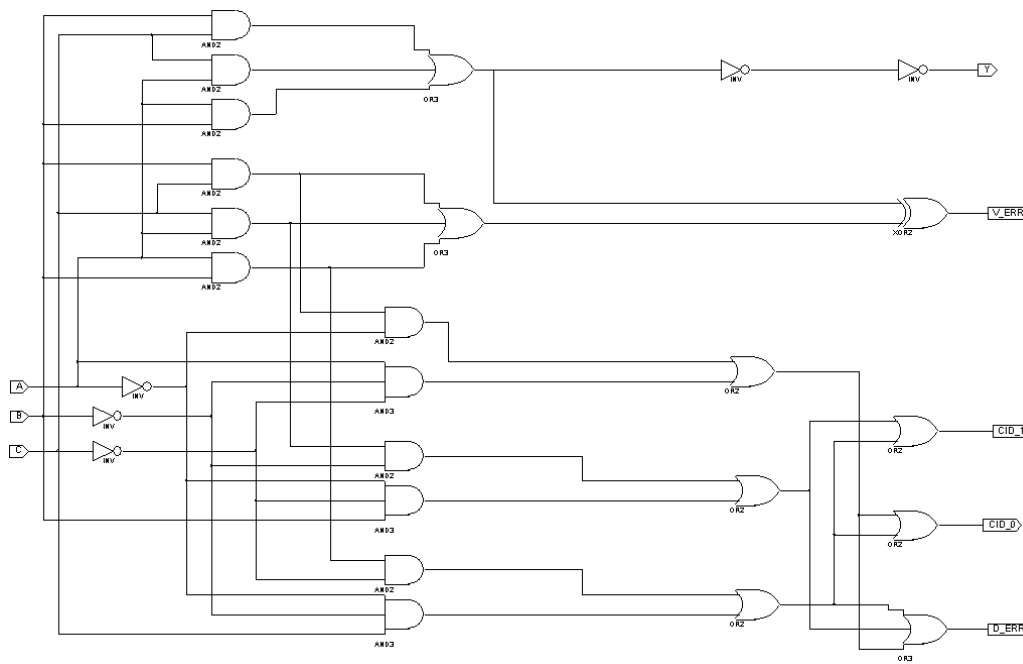 AND2
AND2
OR3
INV
INV
Y
AND2
AND2
AND2
OR3
XOR2
V_ERR
AND2
AND2
A
INV
AND3
OR2
B
INV
C
INV
AND2
OR2
CID_1
AND3
OR2
OR2
CID_0
AND2
AND3
OR2
OR3
D_ERR